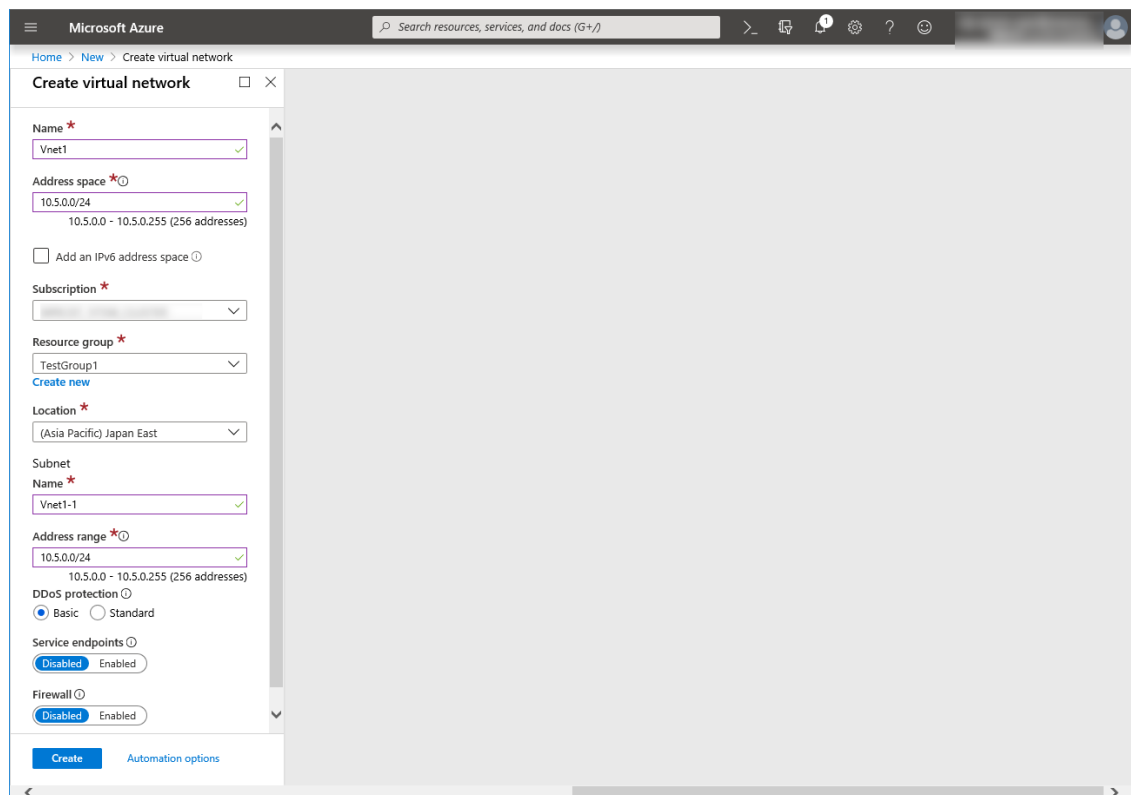 Microsoft Azure
Search resources, services, and docs (G+/)
1
Home > New > Create virtual network
Create virtual network
Name *
Vnet1
Address space *
10.5.0.0/24
10.5.0.0 - 10.5.0.255 (256 addresses)
Add an IPv6 address space
Subscription *
Resource group *
TestGroup1
Create new
Location *
(Asia Pacific) Japan East
Subnet
Name *
Vnet1-1
Address range *
10.5.0.0/24
10.5.0.0 - 10.5.0.255 (256 addresses)
DDoS protection
Basic Standard
Service endpoints
Disabled Enabled
Firewall
Disabled Enabled
Create Automation options